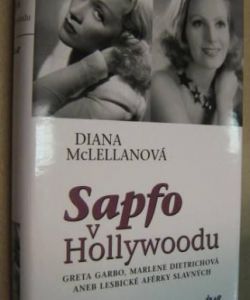 DIANA
McLELLANOVÁ
Sapfo
v
Hollywoodu
GRETA GARBO, MARLENE DIETRICHOVÁ
ANEB LESBICKÉ AFÉRKY SLAVNÝCH